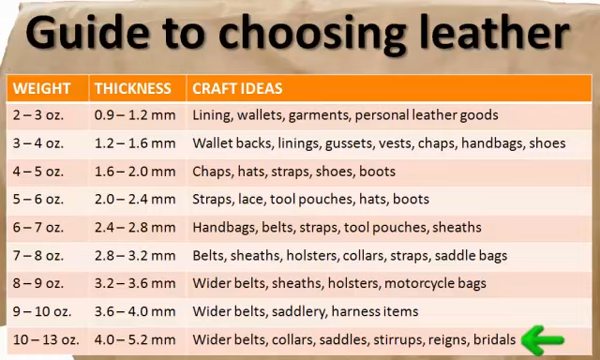 Guide to choosing leather
WEIGHT THICKNESS CRAFT IDEAS
2 – 3 oz. 0.9 – 1.2 mm Lining, wallets, garments, personal leather goods
3 – 4 oz. 1.2 – 1.6 mm Wallet backs, linings, gussets, vests, chaps, handbags, shoes
4 – 5 oz. 1.6 – 2.0 mm Chaps, hats, straps, shoes, boots
5 – 6 oz. 2.0 – 2.4 mm Straps, lace, tool pouches, hats, boots
6 – 7 oz. 2.4 – 2.8 mm Handbags, belts, straps, tool pouches, sheaths
7 – 8 oz. 2.8 – 3.2 mm Belts, sheaths, holsters, collars, straps, saddle bags
8 – 9 oz. 3.2 – 3.6 mm Wider belts, sheaths, holsters, motorcycle bags
9 – 10 oz. 3.6 – 4.0 mm Wider belts, saddlery, harness items
10 – 13 oz. 4.0 – 5.2 mm Wider belts, collars, saddles, stirrups, reigns, bridals